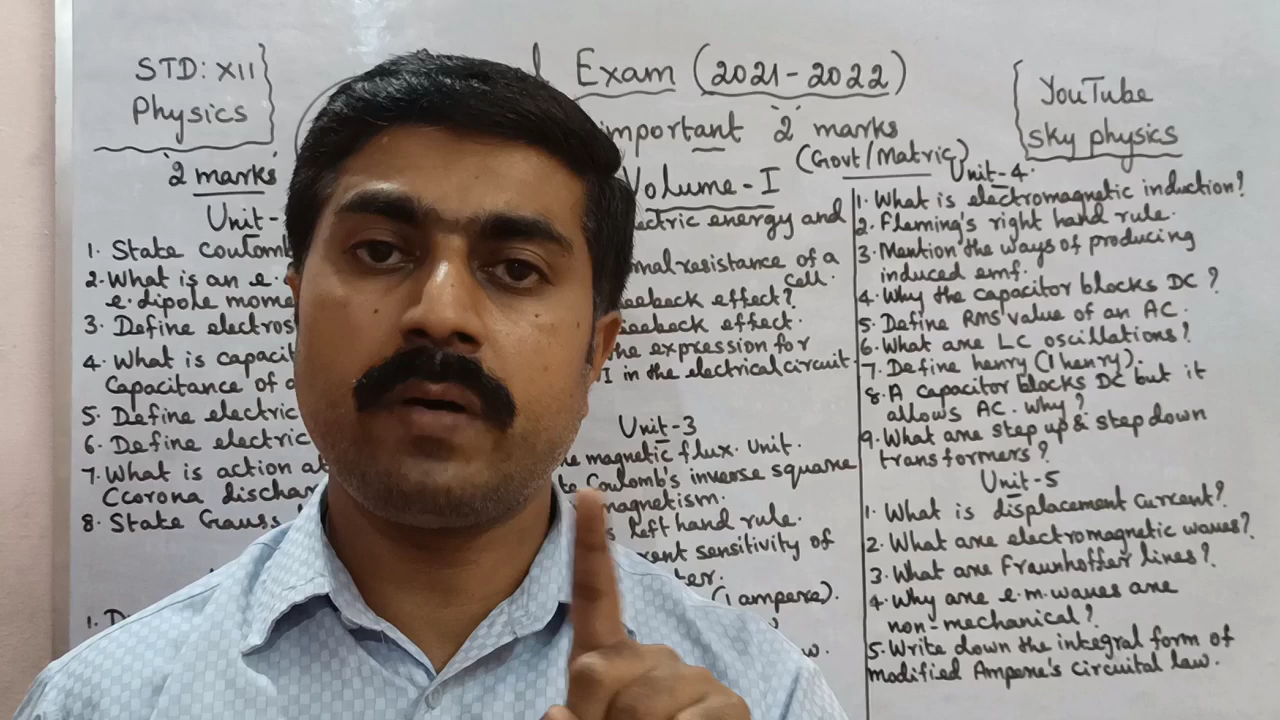 STD: XII
Physics
Exam (2021-2022)
important 2 marks
(Govt/Matric)
YouTube
sky physics
2 marks
Volume-I
Unit-
1. State Coulomb
2. What is an e.
e. dipole mome
3. Define electros
4. What is capacit
Capacitance of a
5. Define electric
6. Define electric
7. What is action at
(corona dischar
8. State Gauss
1. D
ectric energy and
rnal resistance of a
cell.
eebeck effect?
eebeck effect.
he expression for
I in the electrical circuit.
Unit-3
ne magnetic flux. Unit.
te Coulomb's inverse square
magnetism.
s left hand rule.
rent sensitivity of
ter.
(1 ampere).
w.
Unit-4.
1. What is electromagnetic induction?
2. Fleming's right hand rule.
3. Mention the ways of producing
induced emf.
4. Why the capacitor blocks DC?
5. Define RMS value of an AC.
6. What are LC oscillations?
7. Define henry (1 henry).
8. A capacitor blocks DC but it
allows AC. Why?
9. What are step up & step down
transformers?
Unit-5
1. What is displacement current?
2. What are electromagnetic waves?
3. What are Fraunhoffer lines?
4. Why are e.m. waves are
non-mechanical?
5. Write down the integral form of
modified Ampere's Circuital law.